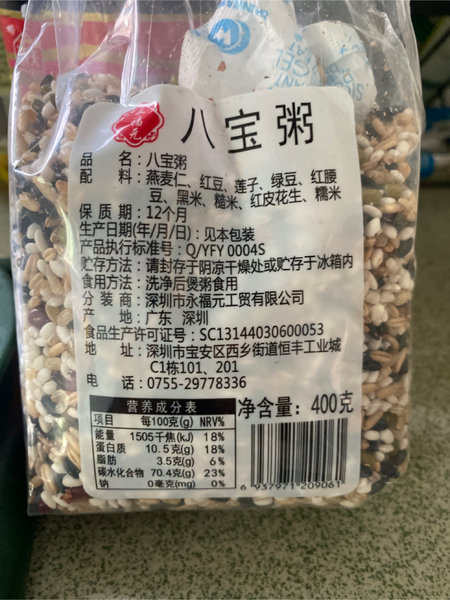 福元
八宝粥
品 名：八宝粥
配 料：燕麦仁、红豆、莲子、绿豆、红腰
豆、黑米、糙米、红皮花生、糯米
保 质 期：12个月
生产日期(年/月/日)：见本包装
产品执行标准号：Q/YFY 0004S
贮存方法：请封存于阴凉干燥处或贮存于冰箱内
食用方法：洗净后煲粥食用
分 装 商：深圳市永福元工贸有限公司
产 地：广东 深圳
食品生产许可证号：SC13144030600053
地 址：深圳市宝安区西乡街道恒丰工业城
C1栋101、201
电 话：0755-29778336
营养成分表
项目 每100克(g) NRV%
能量 1505千焦(kJ) 18%
蛋白质 10.5克(g) 18%
脂肪 3.5克(g) 6%
碳水化合物 70.4克(g) 23%
钠 0毫克(mg) 0%
净含量：400克
6 937971 209061